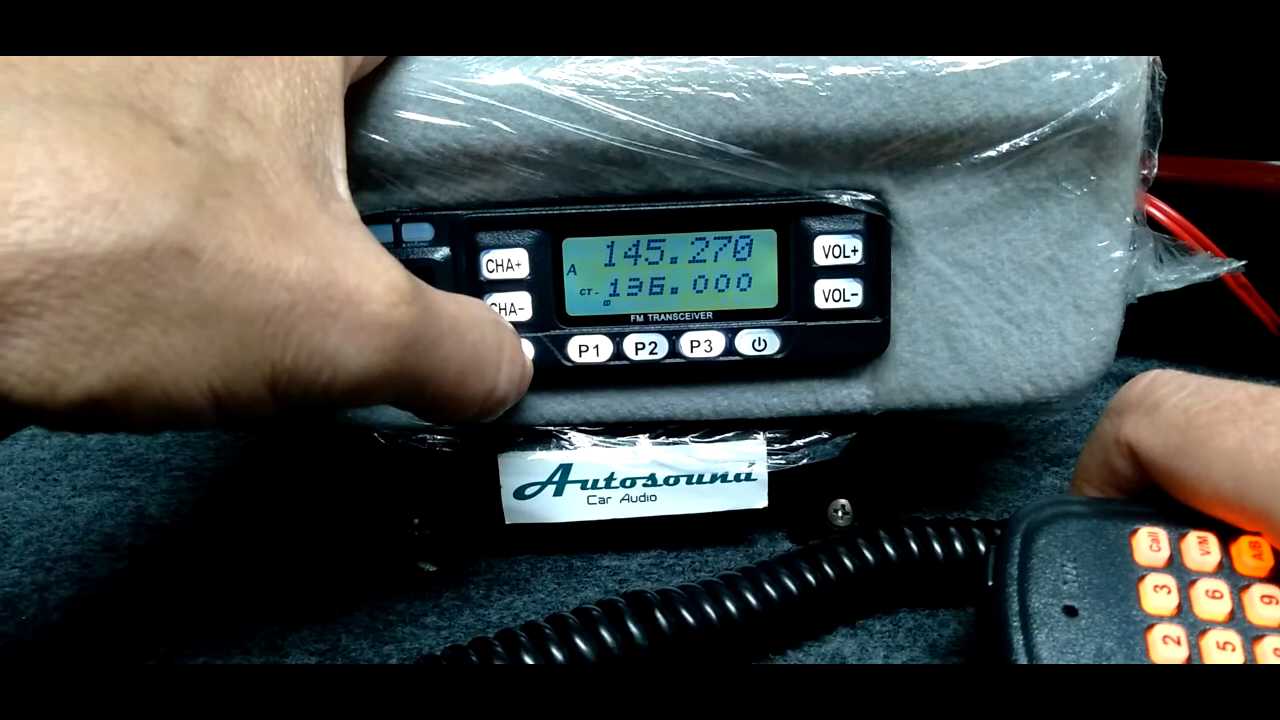 CHA+
CHA-
A
145.270
CT-
136.000
FM TRANSCEIVER
VOL+
VOL-
P1
P2
P3
Autosound
Car Audio
Call
V/M
A/B
3
6
9
2
5